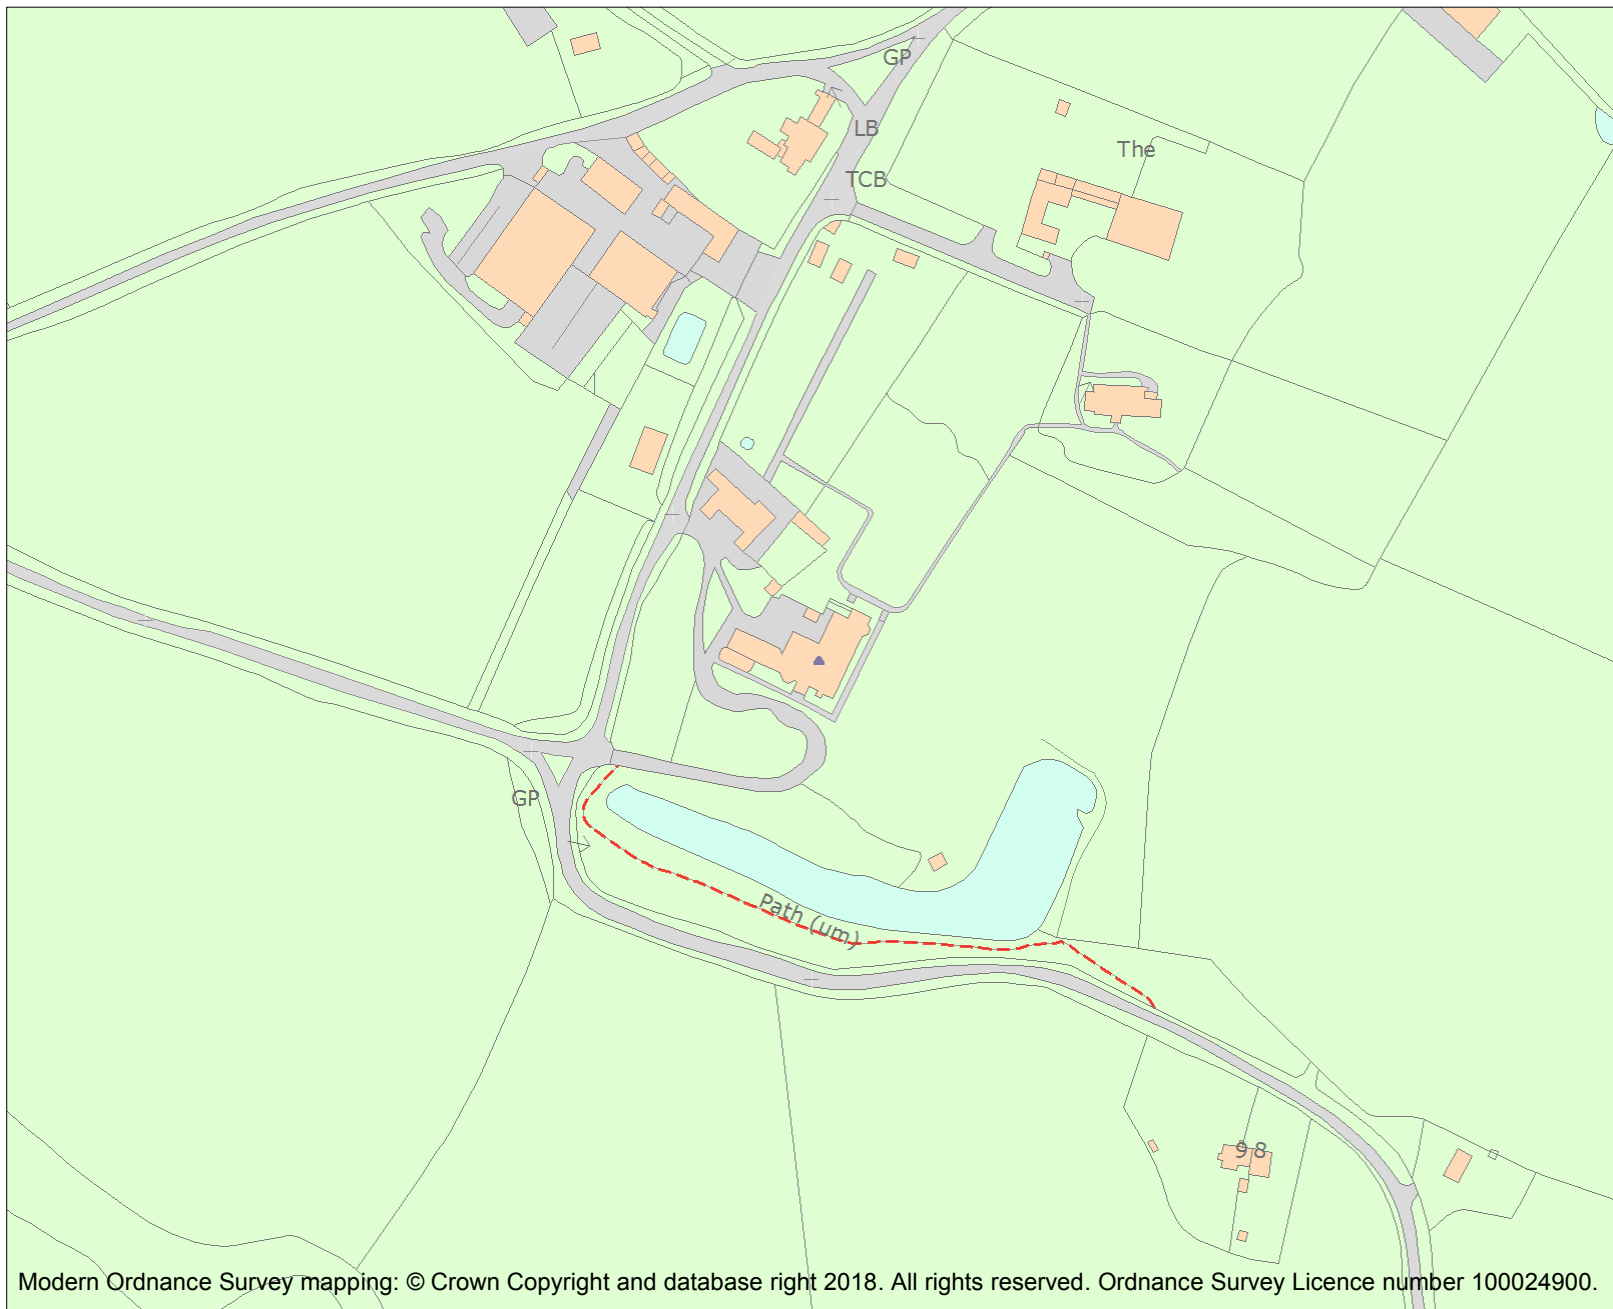 GP
LB
The
TCB
GP
Path (um)
9 8
Modern Ordnance Survey mapping: © Crown Copyright and database right 2018. All rights reserved. Ordnance Survey Licence number 100024900.